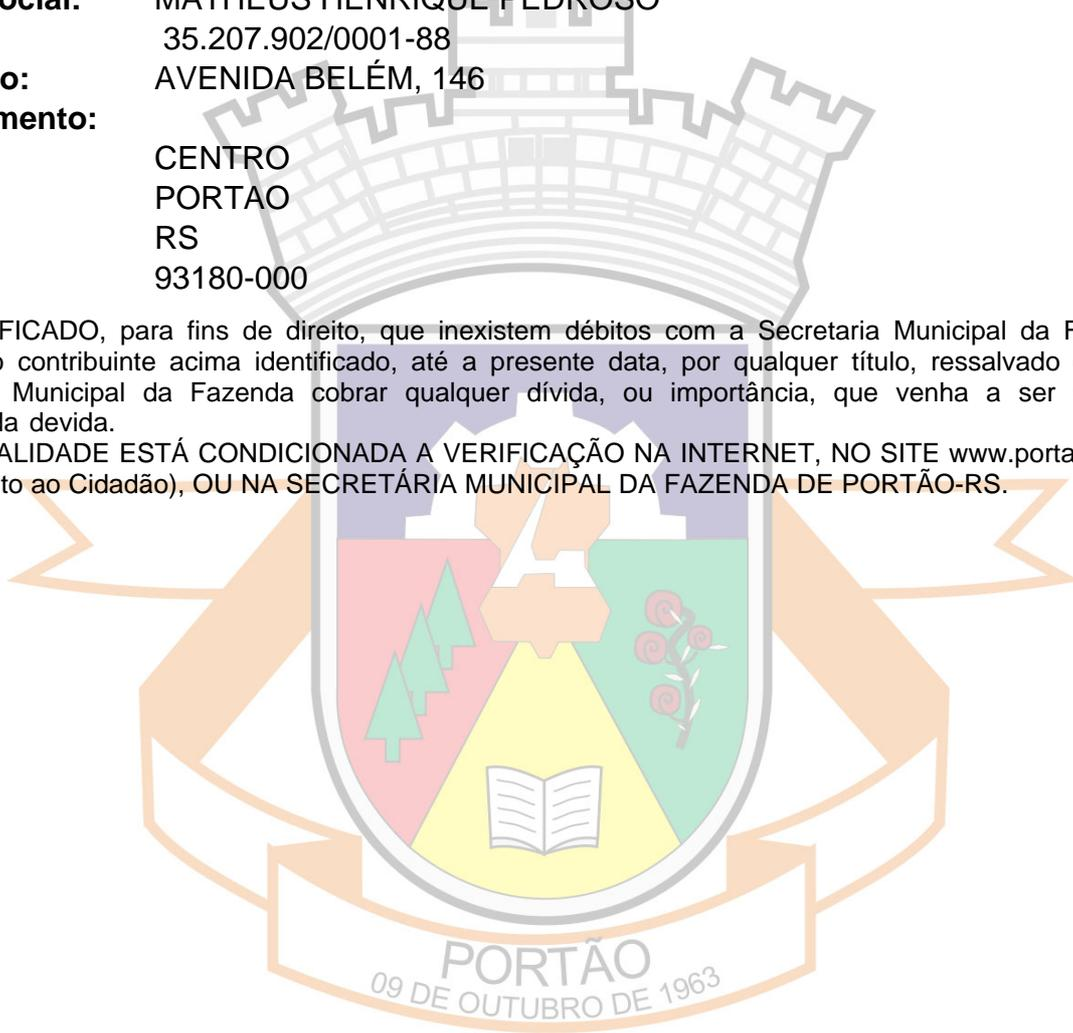 ocial: MATHEUS HENRIQUE PEDROSO
35.207.902/0001-88
o: AVENIDA BELÉM, 146
mento:
CENTRO
PORTAO
RS
93180-000
FICADO, para fins de direito, que inexistem débitos com a Secretaria Municipal da F
o contribuinte acima identificado, até a presente data, por qualquer título, ressalvado
Municipal da Fazenda cobrar qualquer dívida, ou importância, que venha a ser
da devida.
ALIDADE ESTÁ CONDICIONADA A VERIFICAÇÃO NA INTERNET, NO SITE www.porta
to ao Cidadão), OU NA SECRETÁRIA MUNICIPAL DA FAZENDA DE PORTÃO-RS.
PORTÃO
09 DE OUTUBRO DE 1963